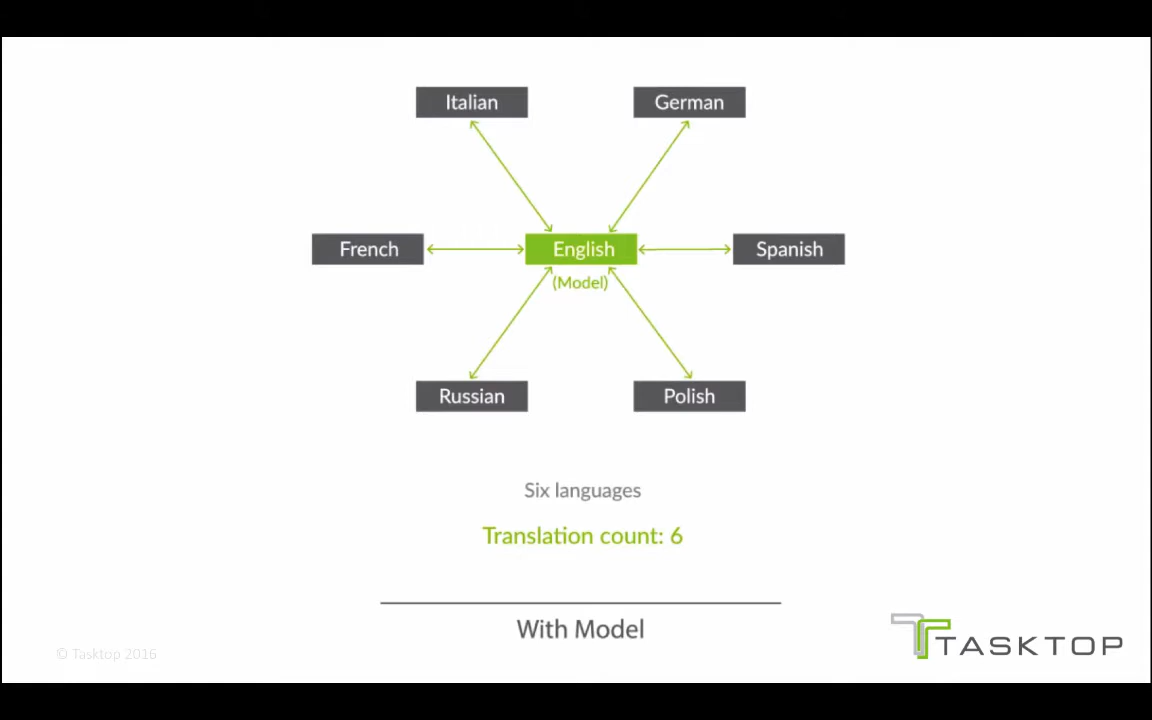 Italian
German
French
English
Spanish
(Model)
Russian
Polish
Six languages
Translation count: 6
With Model
TASKTOP
© Tasktop 2016